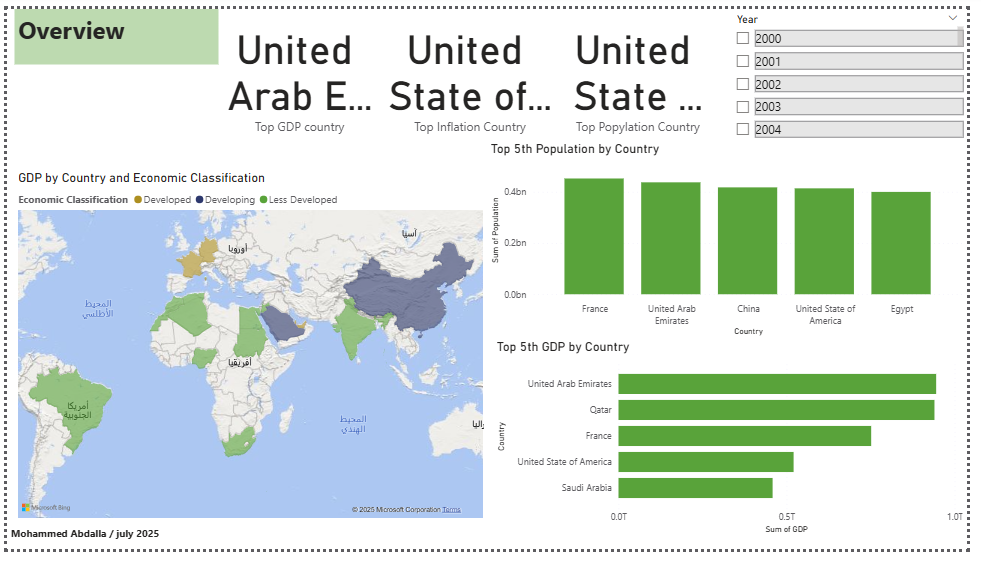 Overview
United
Arab E...
Top GDP country
United
State of...
Top Inflation Country
United
State ...
Top Popylation Country
Year
2000
2001
2002
2003
2004
GDP by Country and Economic Classification
Economic Classification Developed Developing Less Developed
آسيا
أوروبا
المحيط
الأطلسي
أفريقيا
أمريكا
الجنوبية
المحيط
الهندي
Microsoft Bing
© 2025 Microsoft Corporation Terms
Mohammed Abdalla / july 2025
Top 5th Population by Country
Sum of Population
0.4bn
0.2bn
0.0bn
France
United Arab
Emirates
China
United State of
America
Egypt
Country
Top 5th GDP by Country
Country
United Arab Emirates
Qatar
France
United State of America
Saudi Arabia
0.0T
0.5T
1.0T
Sum of GDP